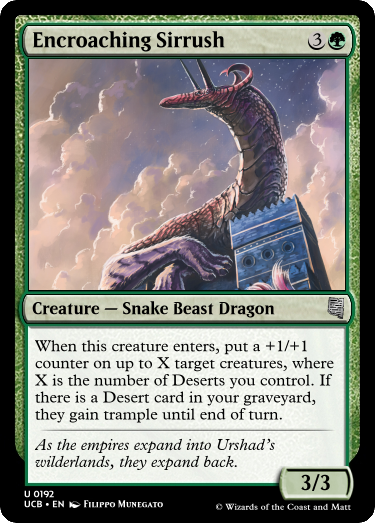 Encroaching Sirrush 3
Creature — Snake Beast Dragon
When this creature enters, put a +1/+1
counter on up to X target creatures, where
X is the number of Deserts you control. If
there is a Desert card in your graveyard,
they gain trample until end of turn.
As the empires expand into Urshad's
wilderlands, they expand back.
3/3
U 0192
UCB • EN Filippo Munegato
© Wizards of the Coast and Matt